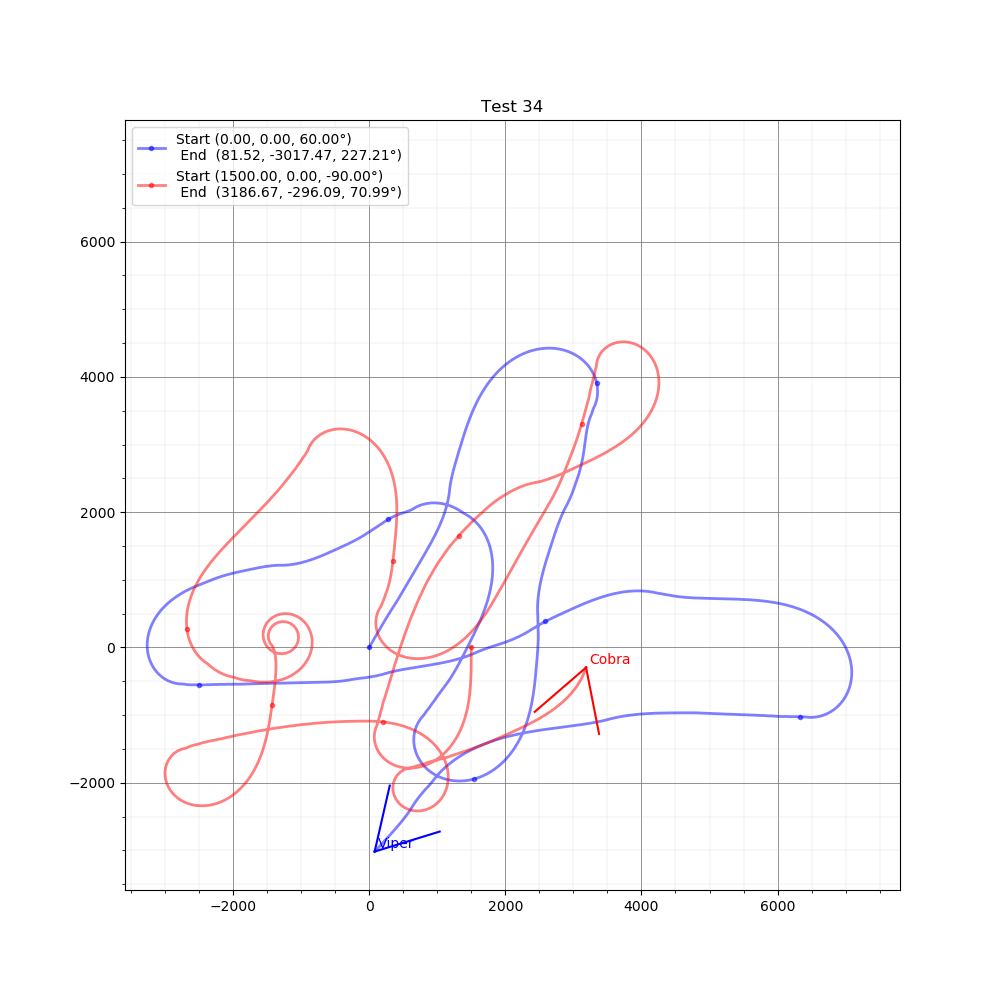 Test 34
Start (0.00, 0.00, 60.00°)
End (81.52, -3017.47, 227.21°)
Start (1500.00, 0.00, -90.00°)
End (3186.67, -296.09, 70.99°)
6000
4000
2000
0
−2000
Cobra
Viper
−2000
0
2000
4000
6000